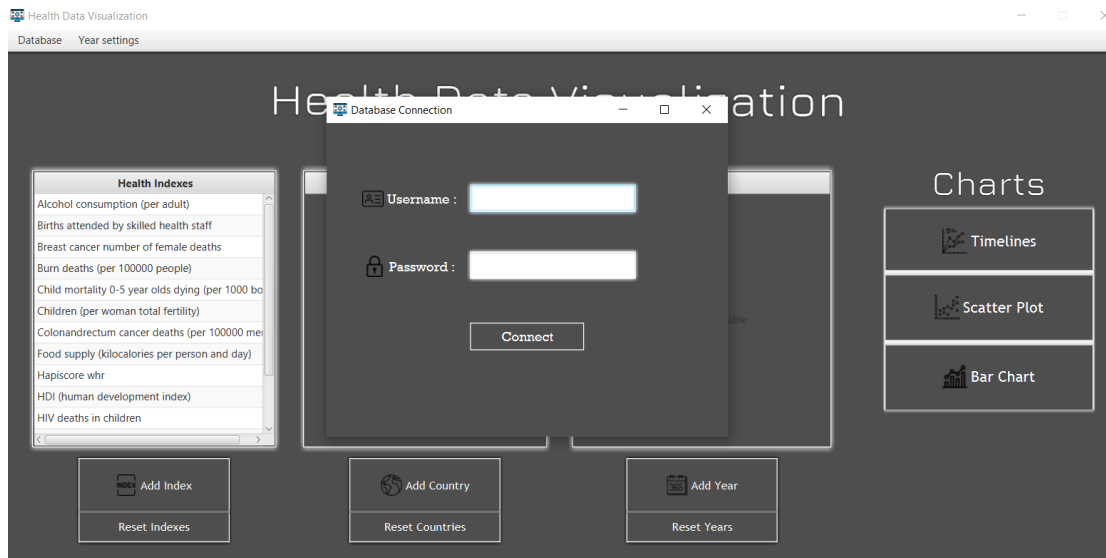 Health Data Visualization
Database Year settings
Database Connection
Health Indexes
Alcohol consumption (per adult)
Births attended by skilled health staff
Breast cancer number of female deaths
Burn deaths (per 100000 people)
Child mortality 0-5 year olds dying (per 1000 bo
Children (per woman total fertility)
Colonandrectum cancer deaths (per 100000 me
Food supply (kilocalories per person and day)
Hapiscore whr
HDI (human development index)
HIV deaths in children
Username :
Password :
Connect
able
Charts
Timelines
Scatter Plot
Bar Chart
INDEX Add Index
Reset Indexes
Add Country
Reset Countries
365 Add Year
Reset Years